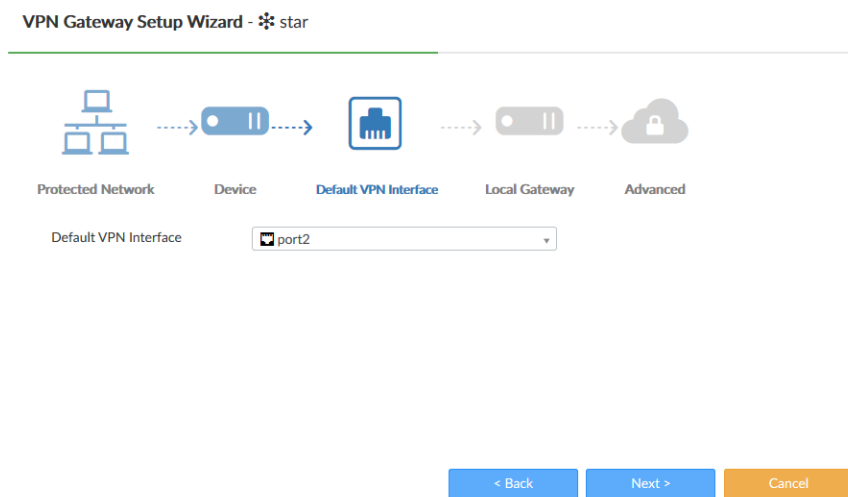 VPN Gateway Setup Wizard - star
Protected Network
Device
Default VPN Interface
Local Gateway
Advanced
Default VPN Interface
port2
< Back
Next >
Cancel